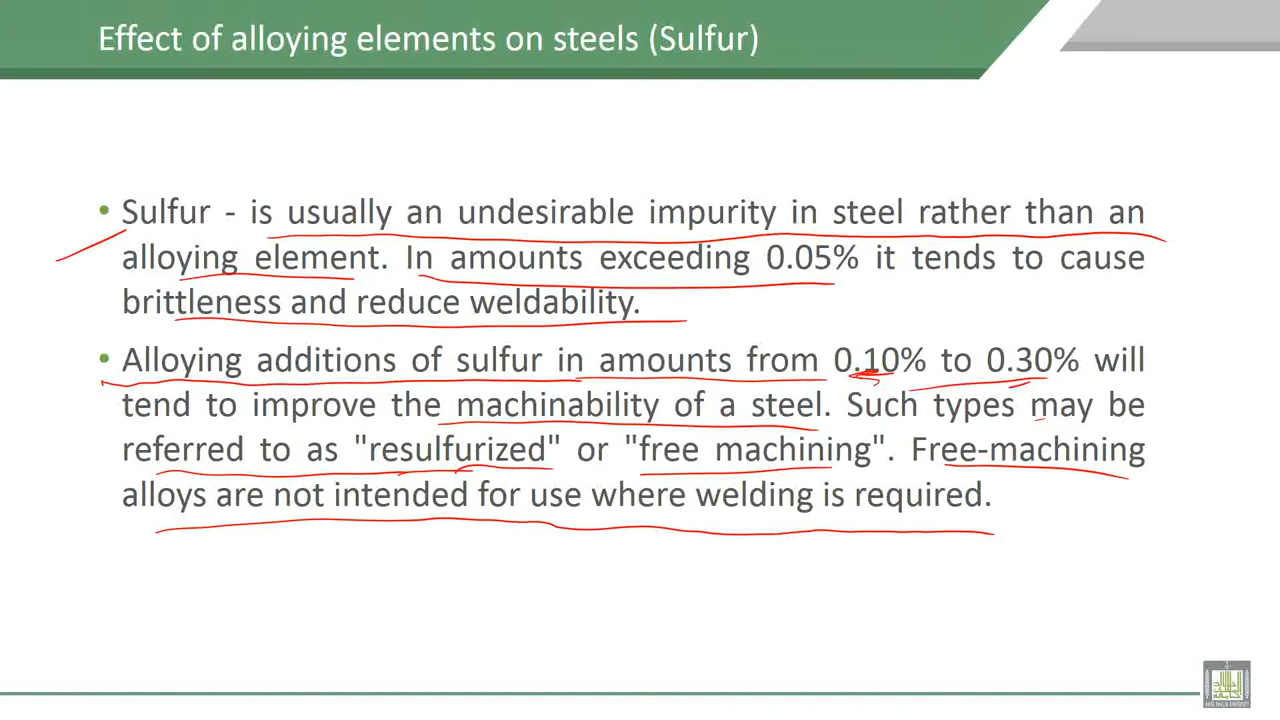 Effect of alloying elements on steels (Sulfur)
• Sulfur - is usually an undesirable impurity in steel rather than an
alloying element. In amounts exceeding 0.05% it tends to cause
brittleness and reduce weldability.
• Alloying additions of sulfur in amounts from 0.10% to 0.30% will
tend to improve the machinability of a steel. Such types may be
referred to as "resulfurized" or "free machining". Free-machining
alloys are not intended for use where welding is required.